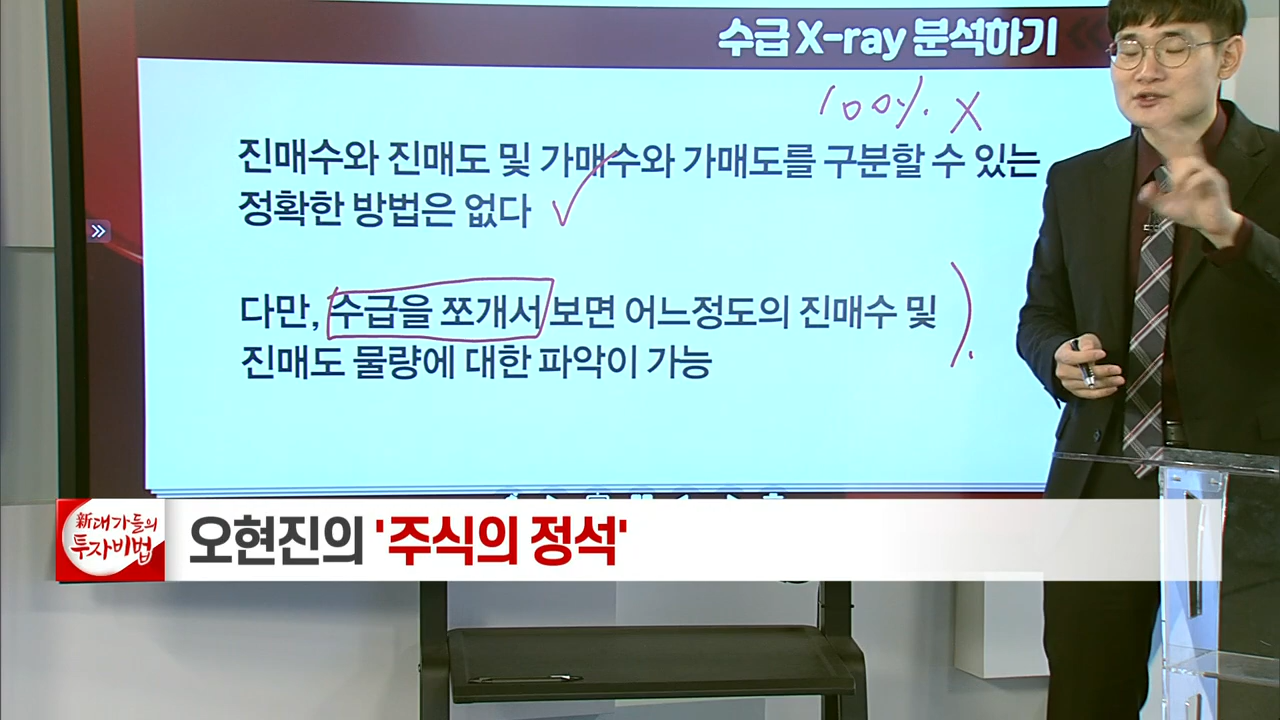 수급 X-ray 분석하기
100% X
진매수와 진매도 및 가매수와 가매도를 구분할 수 있는
정확한 방법은 없다
다만, 수급을 쪼개서 보면 어느정도의 진매수 및
진매도 물량에 대한 파악이 가능
新대가들의
투자비법
오현진의 '주식의 정석'